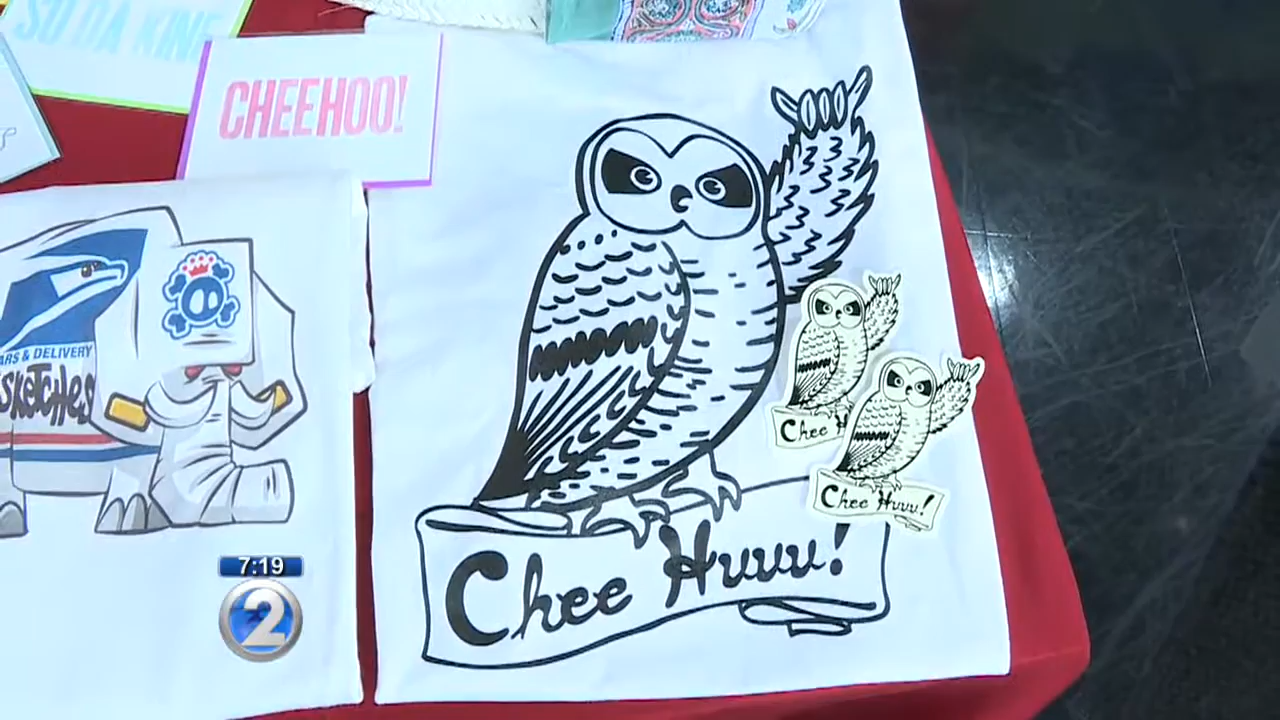 SO DA KINE
CHEEHOO!
ARS & DELIVERY
SKETCHES
Chee Huuu!
Chee H
Chee Huuu!
7:19
2